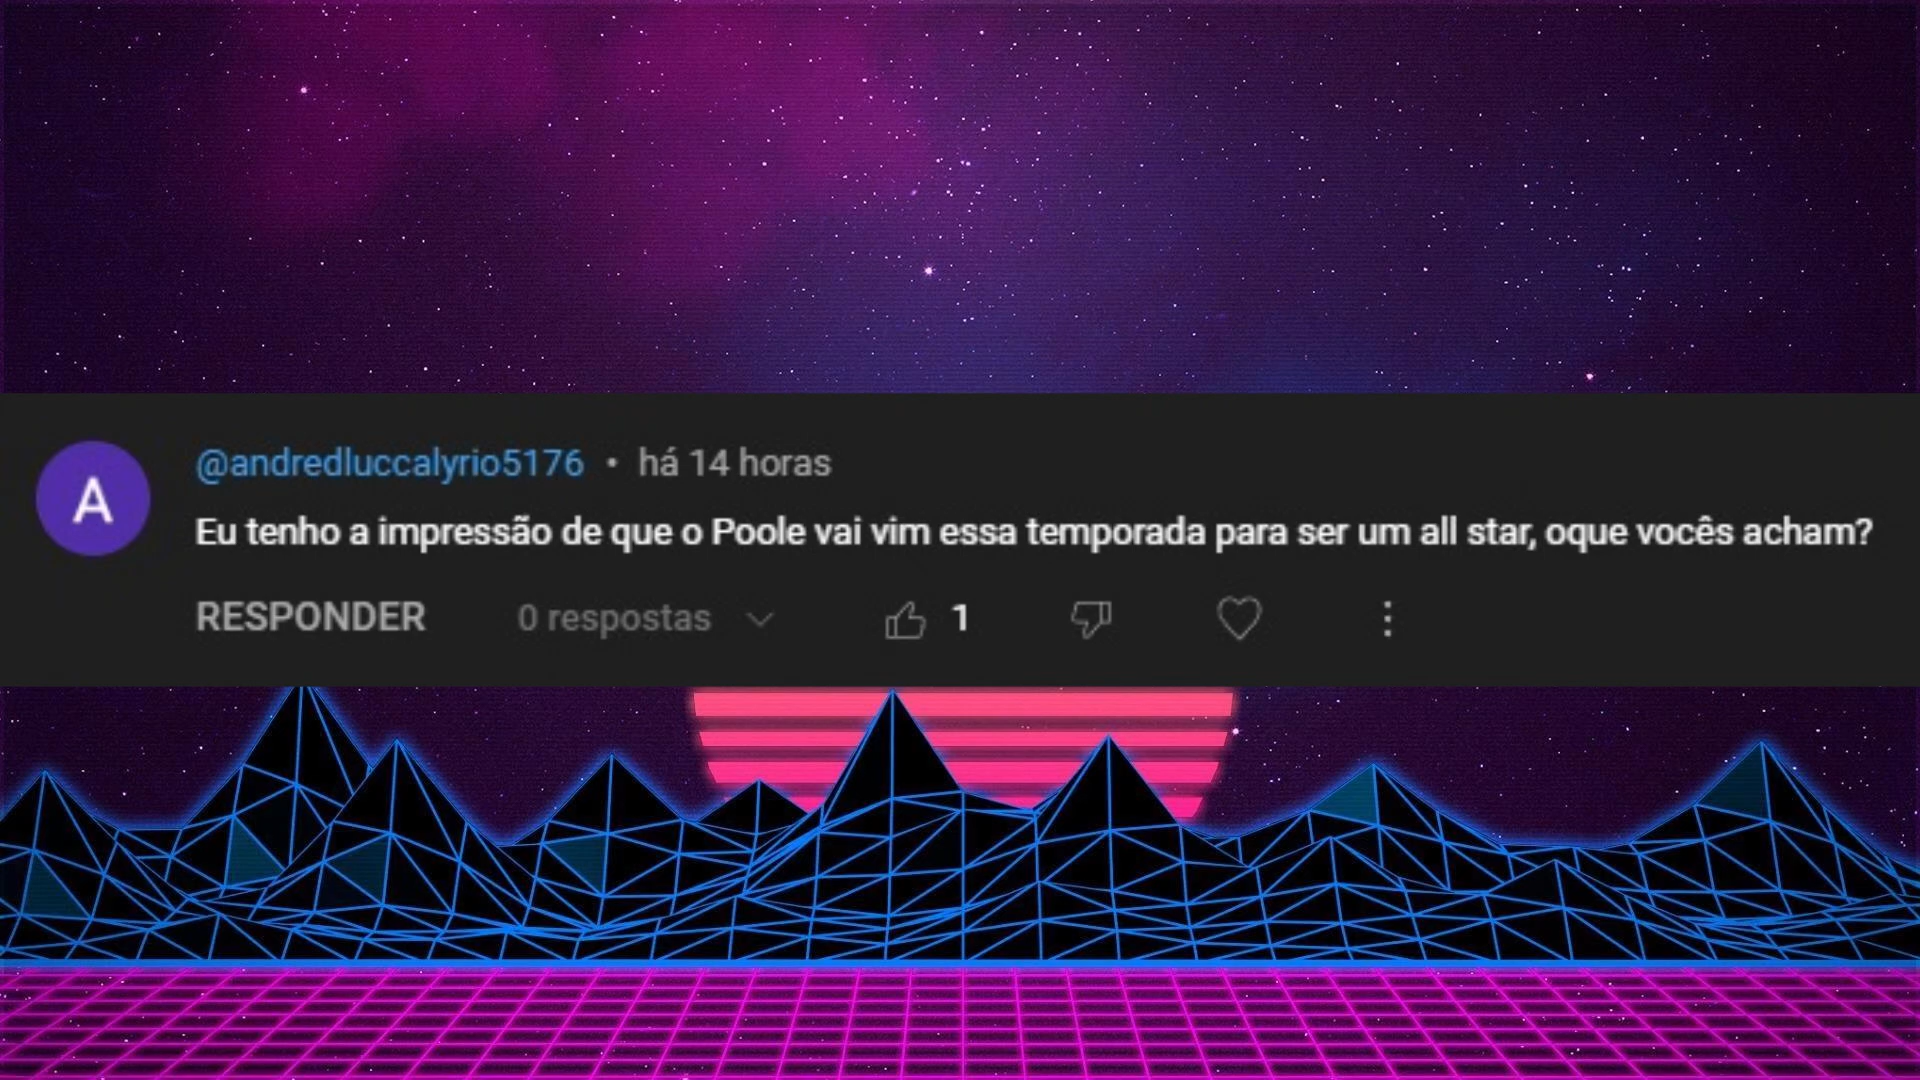 A
@andredluccalyrio5176 • há 14 horas
Eu tenho a impressão de que o Poole vai vim essa temporada para ser um all star, oque vocês acham?
RESPONDER 0 respostas 1